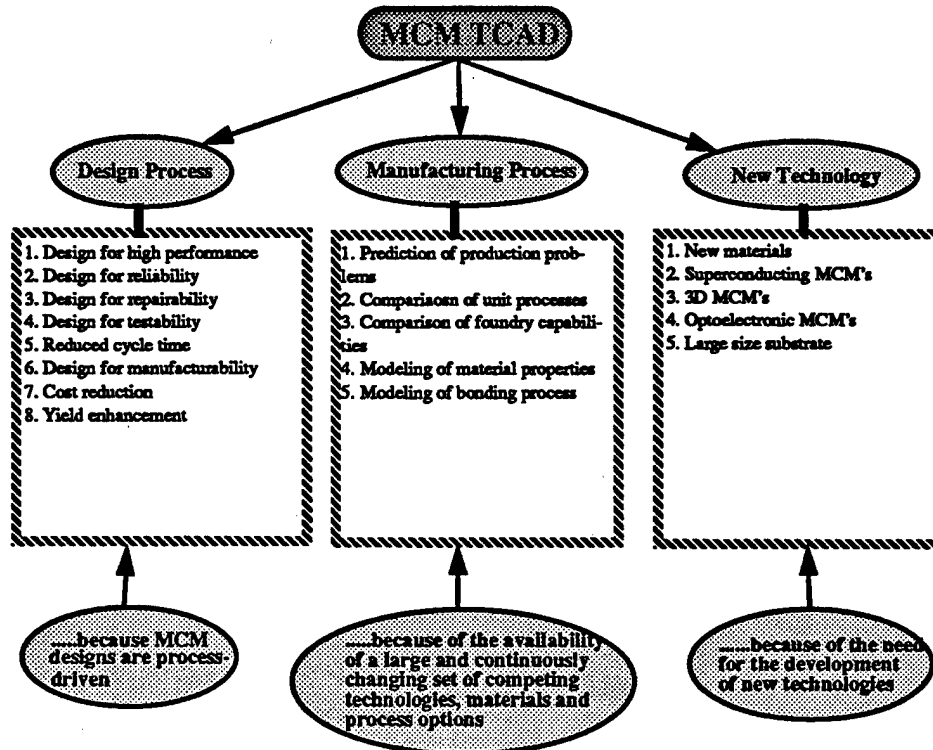 MCM TCAD
Design Process
Manufacturing Process
New Technology
1. Design for high performance
2. Design for reliability
3. Design for repairability
4. Design for testability
5. Reduced cycle time
6. Design for manufacturability
7. Cost reduction
8. Yield enhancement
1. Prediction of production prob-
lems
2. Compariaosn of unit processes
3. Comparison of foundry capabili-
ties
4. Modeling of material properties
5. Modeling of bonding process
1. New materials
2. Superconducting MCM's
3. 3D MCM's
4. Optoelectronic MCM's
5. Large size substrate
.....because MCM
designs are process-
driven
.....because of the availability
of a large and continuously
changing set of competing
technologies, materials and
process options
......because of the need
for the development
of new technologies